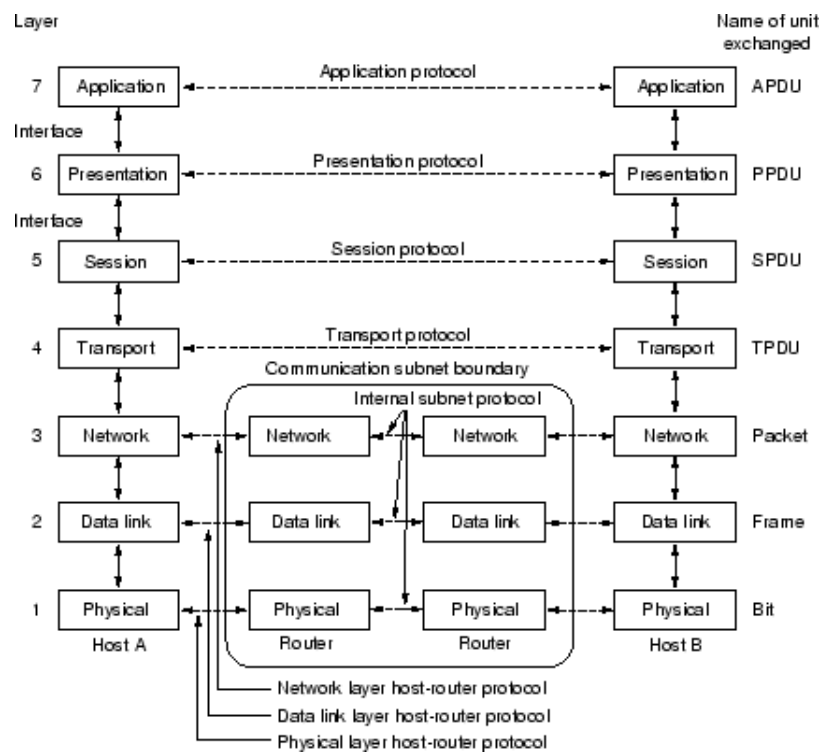 Layer
Name of unit exchanged
7 Application Application protocol Application APDU
Interface
6 Presentation Presentation protocol Presentation PPDU
Interface
5 Session Session protocol Session SPDU
4 Transport Transport protocol Transport TPDU
Communication subnet boundary
Internal subnet protocol
3 Network Network Network Network Packet
2 Data link Data link Data link Data link Frame
1 Physical Physical Physical Physical Bit
Host A Router Router Host B
Network layer host-router protocol
Data link layer host-router protocol
Physical layer host-router protocol